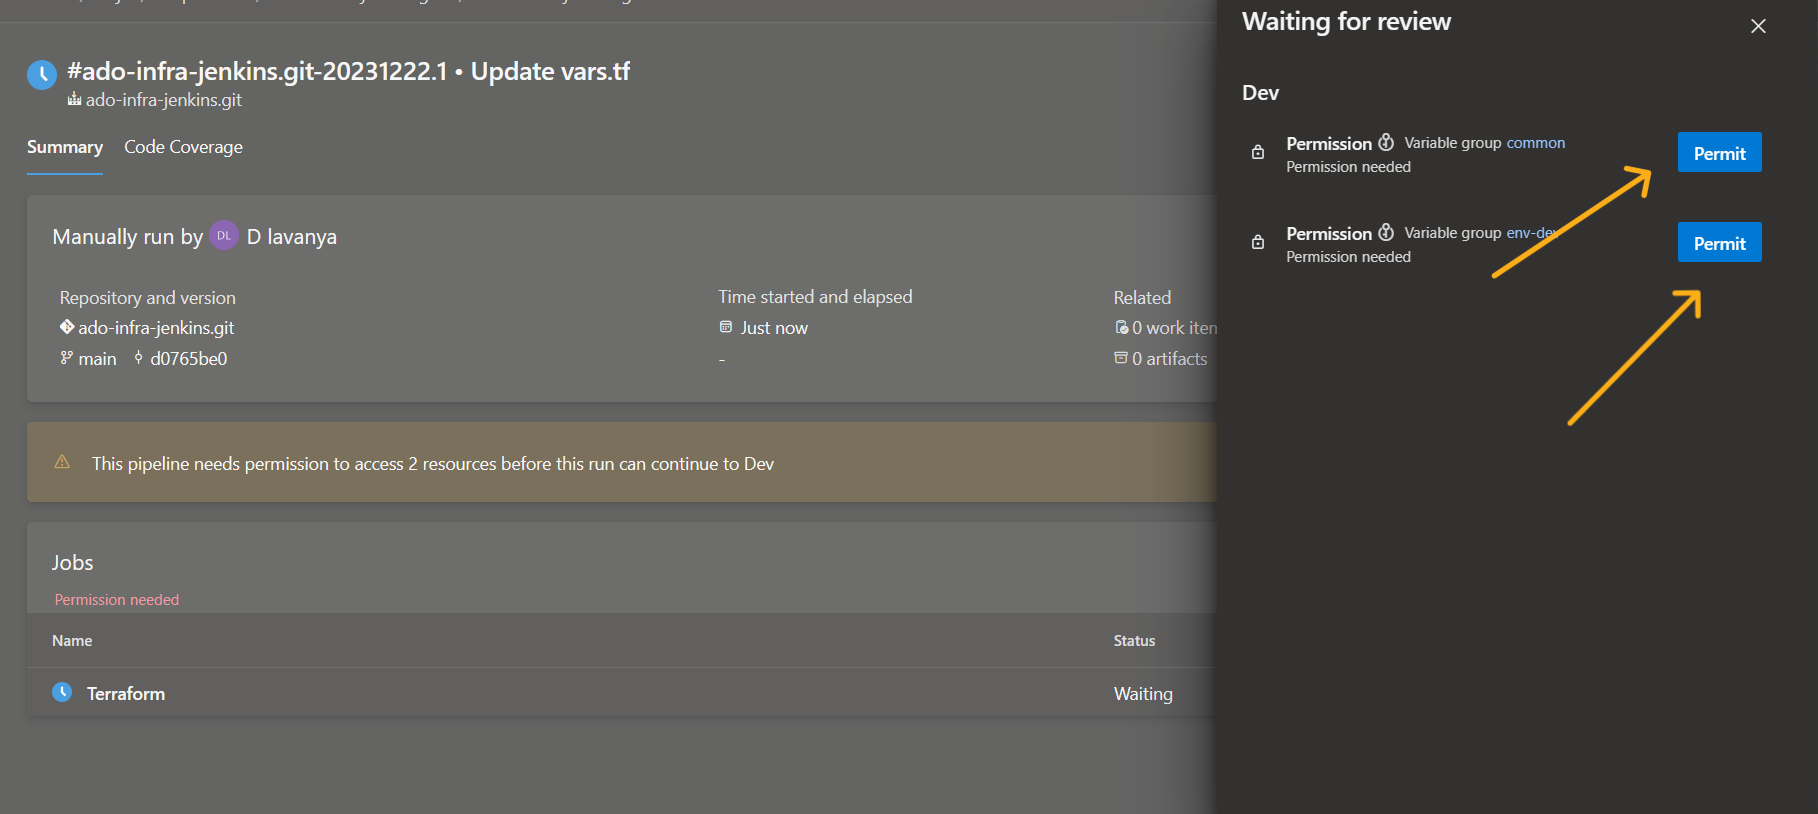 #ado-infra-jenkins.git-20231222.1 • Update vars.tf
ado-infra-jenkins.git
Summary Code Coverage
Manually run by DL D lavanya
Repository and version
ado-infra-jenkins.git
main d0765be0
Time started and elapsed
Just now
-
Related
0 work item
0 artifacts
This pipeline needs permission to access 2 resources before this run can continue to Dev
Jobs
Permission needed
Name Status
Terraform Waiting
Waiting for review
Dev
Permission Variable group common
Permission needed
Permit
Permission Variable group env-dev
Permission needed
Permit